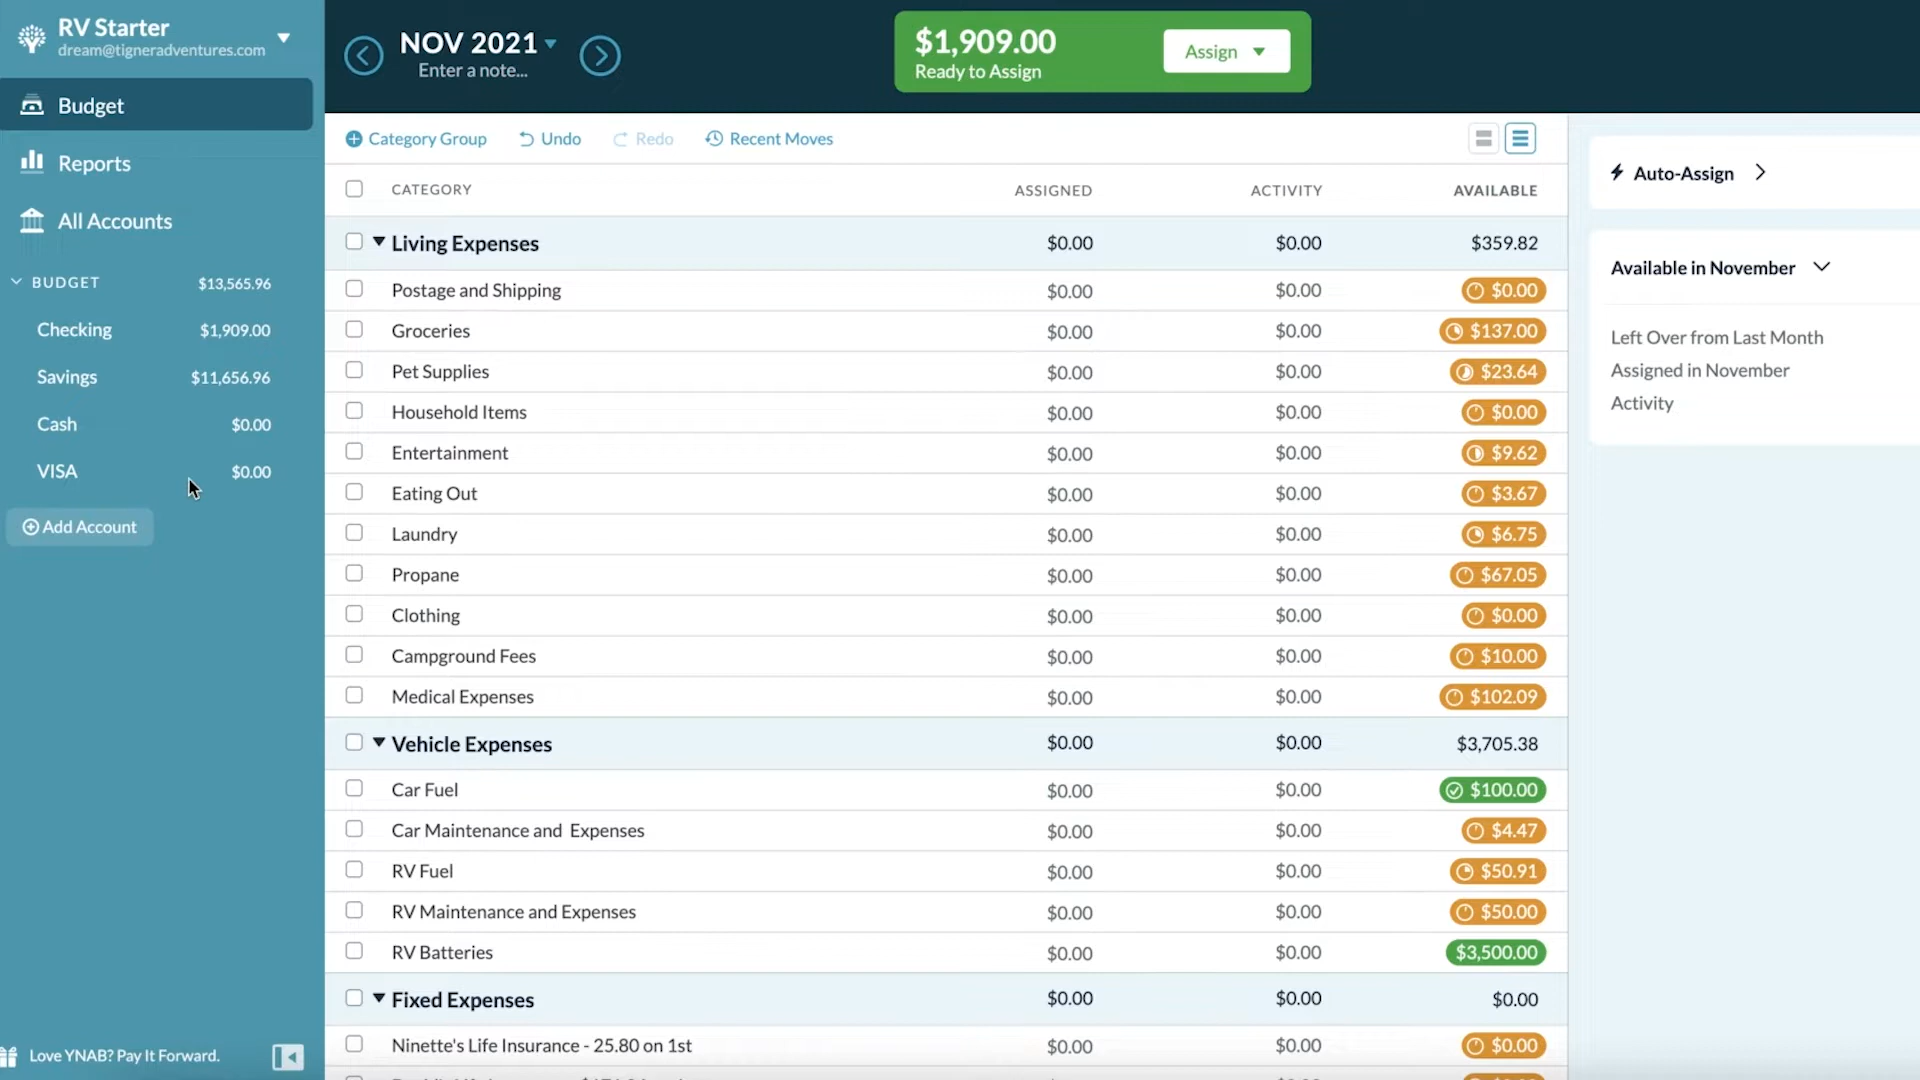 RV Starter
dream@tigneradventures.com
Budget
Reports
All Accounts
BUDGET $13,565.96
Checking $1,909.00
Savings $11,656.96
Cash $0.00
VISA $0.00
Add Account
Love YNAB? Pay It Forward.
NOV 2021
Enter a note...
$1,909.00
Ready to Assign
Assign
Category Group Undo Redo Recent Moves
CATEGORY ASSIGNED ACTIVITY AVAILABLE
Living Expenses $0.00 $0.00 $359.82
Postage and Shipping $0.00 $0.00 $0.00
Groceries $0.00 $0.00 $137.00
Pet Supplies $0.00 $0.00 $23.64
Household Items $0.00 $0.00 $0.00
Entertainment $0.00 $0.00 $9.62
Eating Out $0.00 $0.00 $3.67
Laundry $0.00 $0.00 $6.75
Propane $0.00 $0.00 $67.05
Clothing $0.00 $0.00 $0.00
Campground Fees $0.00 $0.00 $10.00
Medical Expenses $0.00 $0.00 $102.09
Vehicle Expenses $0.00 $0.00 $3,705.38
Car Fuel $0.00 $0.00 $100.00
Car Maintenance and Expenses $0.00 $0.00 $4.47
RV Fuel $0.00 $0.00 $50.91
RV Maintenance and Expenses $0.00 $0.00 $50.00
RV Batteries $0.00 $0.00 $3,500.00
Fixed Expenses $0.00 $0.00 $0.00
Ninette's Life Insurance - 25.80 on 1st $0.00 $0.00 $0.00
Auto-Assign
Available in November
Left Over from Last Month
Assigned in November
Activity